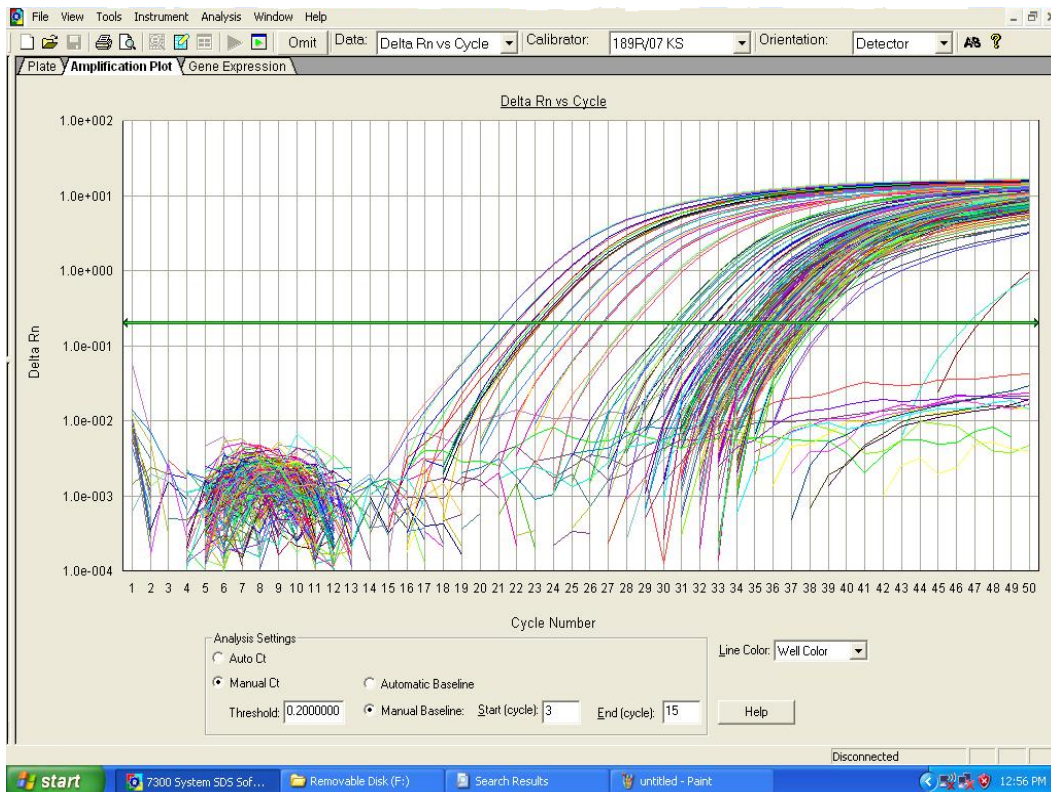 File View Tools Instrument Analysis Window Help
Omit Data: Delta Rn vs Cycle Calibrator: 189R/07 KS Orientation: Detector AB ?
Plate Amplification Plot Gene Expression
Delta Rn vs Cycle
1.0e+002
1.0e+001
1.0e+000
1.0e-001
1.0e-002
1.0e-003
1.0e-004
Delta Rn
1 2 3 4 5 6 7 8 9 10 11 12 13 14 15 16 17 18 19 20 21 22 23 24 25 26 27 28 29 30 31 32 33 34 35 36 37 38 39 40 41 42 43 44 45 46 47 48 49 50
Cycle Number
Analysis Settings
Auto Ct
Manual Ct Automatic Baseline
Threshold: 0.2000000 Manual Baseline: Start (cycle): 3 End (cycle): 15
Line Color: Well Color
Help
Disconnected
start 7300 System SDS Sof... Removable Disk (F:) Search Results untitled - Paint 12:56 PM